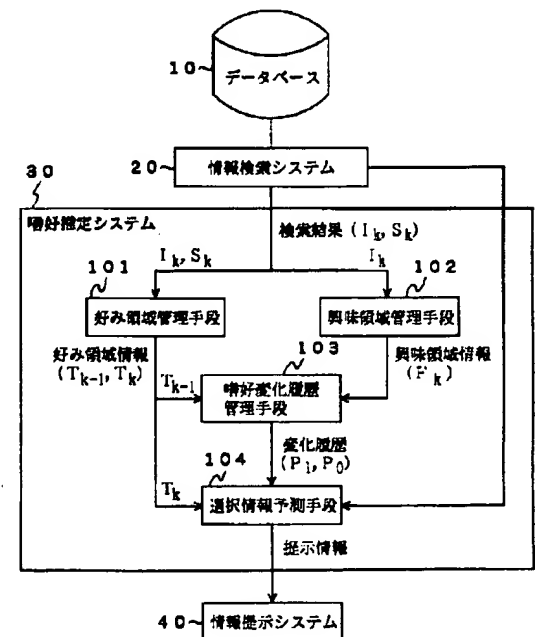 10
データベース
20
情報検索システム
30
嗜好推定システム
検索結果 (Ik, Sk)
Ik, Sk
Ik
101
102
好み領域管理手段
興味領域管理手段
好み領域情報
(Tk-1, Tk)
興味領域情報
103
Tk-1
嗜好変化履歴
管理手段
変化履歴
104
Tk
選択情報予測手段
提示情報
40
情報提示システム